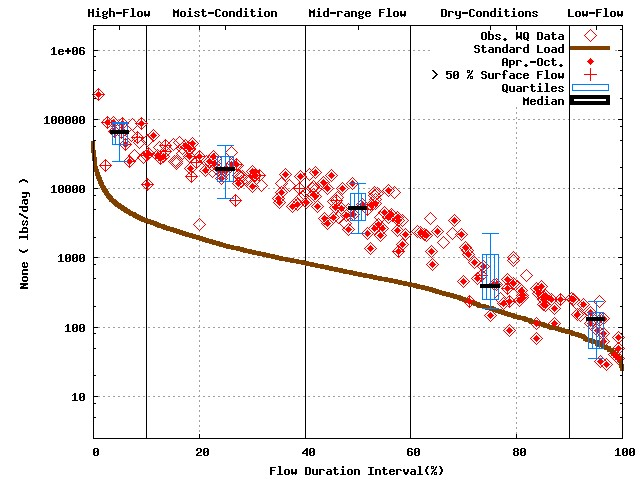 High-Flow Moist-Condition Mid-range Flow Dry-Conditions Low-Flow
Obs. WQ Data
Standard Load
Apr.-Oct.
> 50 % Surface Flow
Quartiles
Median
1e+06
100000
10000
1000
100
10
None ( lbs/day )
0 20 40 60 80 100
Flow Duration Interval(%)